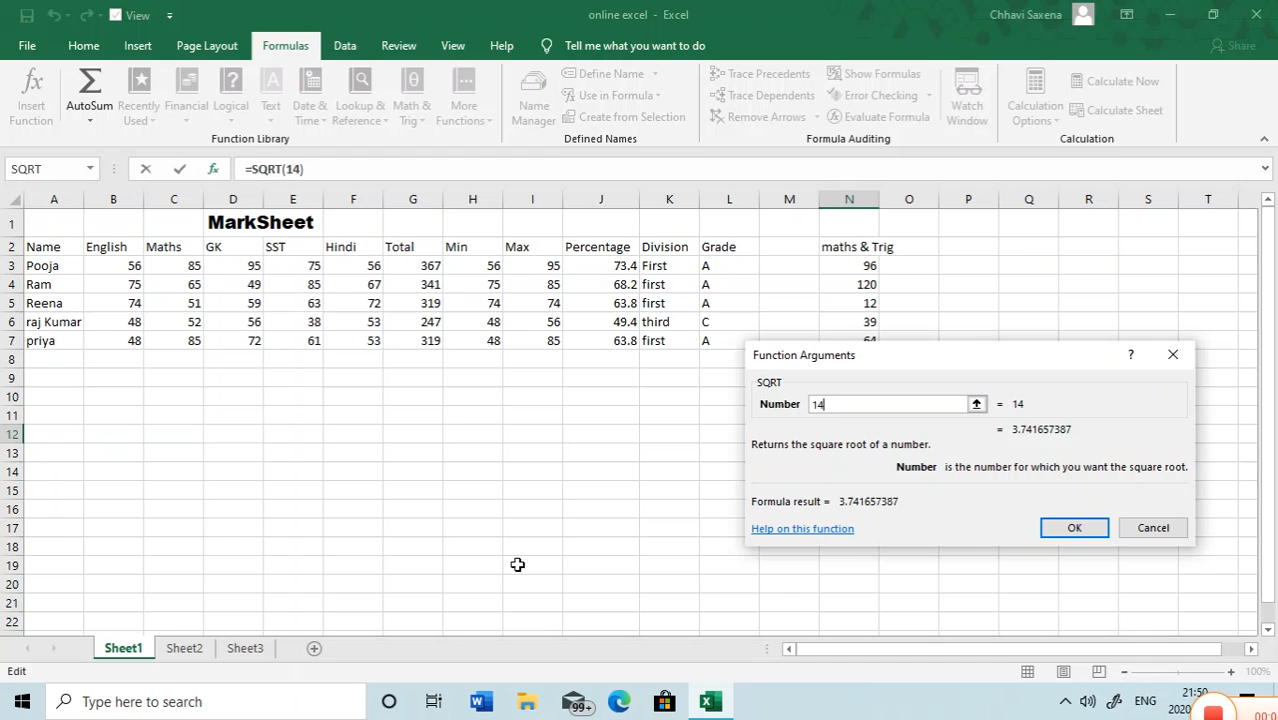 View
online excel - Excel
Chhavi Saxena
File Home Insert Page Layout Formulas Data Review View Help Tell me what you want to do Share
Insert Function
AutoSum
Recently Used
Financial
Logical
Text
Date & Time
Lookup & Reference
Math & Trig
More Functions
Function Library
Name Manager
Define Name
Use in Formula
Create from Selection
Defined Names
Trace Precedents
Trace Dependents
Remove Arrows
Show Formulas
Error Checking
Evaluate Formula
Watch Window
Formula Auditing
Calculation Options
Calculate Now
Calculate Sheet
Calculation
SQRT fx =SQRT(14)
A B C D E F G H I J K L M N O P Q R S T
1 MarkSheet
2 Name English Maths GK SST Hindi Total Min Max Percentage Division Grade maths & Trig
3 Pooja 56 85 95 75 56 367 56 95 73.4 First A 96
4 Ram 75 65 49 85 67 341 75 85 68.2 first A 120
5 Reena 74 51 59 63 72 319 74 74 63.8 first A 12
6 raj Kumar 48 52 56 38 53 247 48 56 49.4 third C 39
7 priya 48 85 72 61 53 319 48 85 63.8 first A 64
8
9
10
11
12
13
14
15
16
17
18
19
20
21
22
Function Arguments ?
SQRT
Number 14 = 14
= 3.741657387
Returns the square root of a number.
Number is the number for which you want the square root.
Formula result = 3.741657387
Help on this function OK Cancel
Sheet1 Sheet2 Sheet3
Edit 100%
Type here to search
99+
ENG
21:50
2020